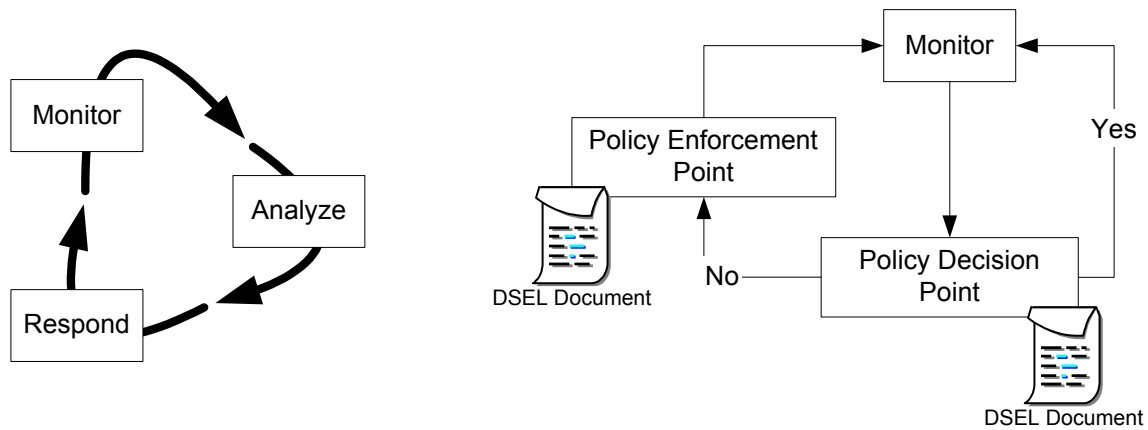 Monitor
Analyze
Respond
Monitor
Policy Enforcement
Point
Yes
No
Policy Decision
Point
DSEL Document
DSEL Document